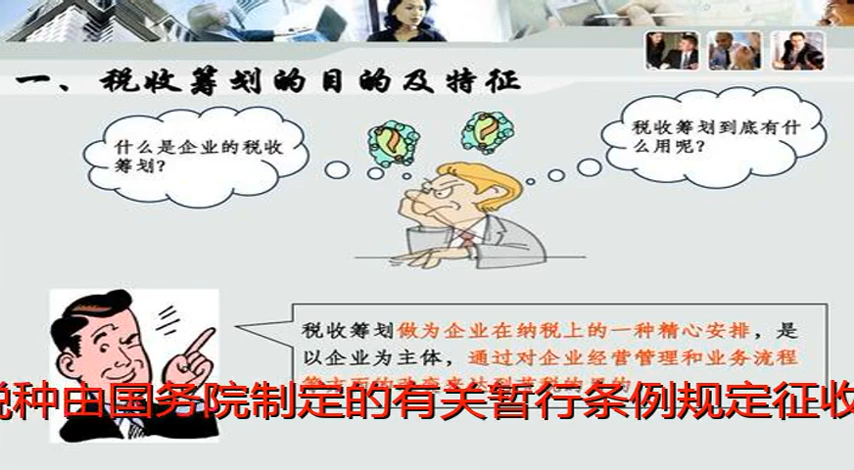 一、税收筹划的目的及特征
什么是企业的税收
筹划?
税收筹划到底有什
么用呢?
税收筹划做为企业在纳税上的一种精心安排，是
以企业为主体，通过对企业经营管理和业务流程
税种由国务院制定的有关暂行条例规定征收